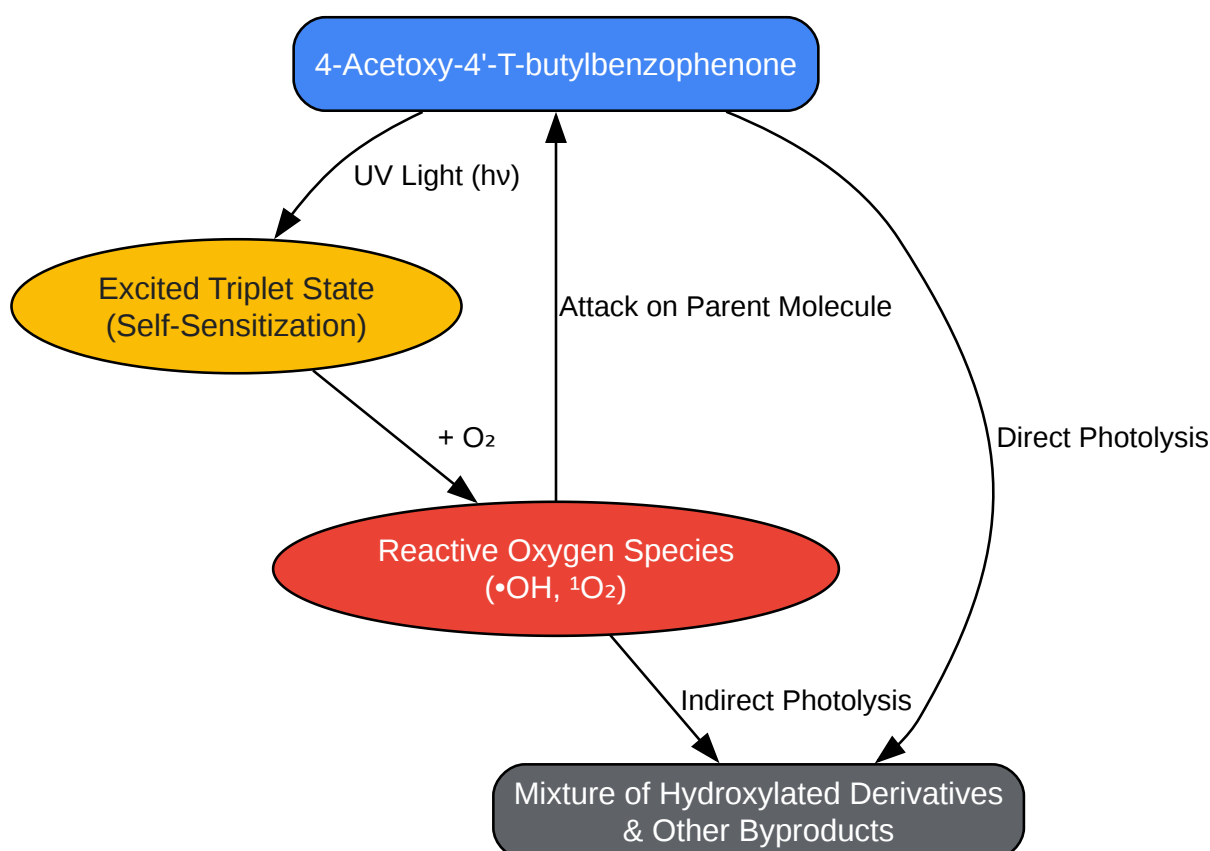 4-Acetoxy-4'-T-butylbenzophenone
UV Light (hν)
Excited Triplet State
(Self-Sensitization)
Attack on Parent Molecule
+ O₂
Direct Photolysis
Reactive Oxygen Species
(•OH, ¹O₂)
Indirect Photolysis
Mixture of Hydroxylated Derivatives
& Other Byproducts